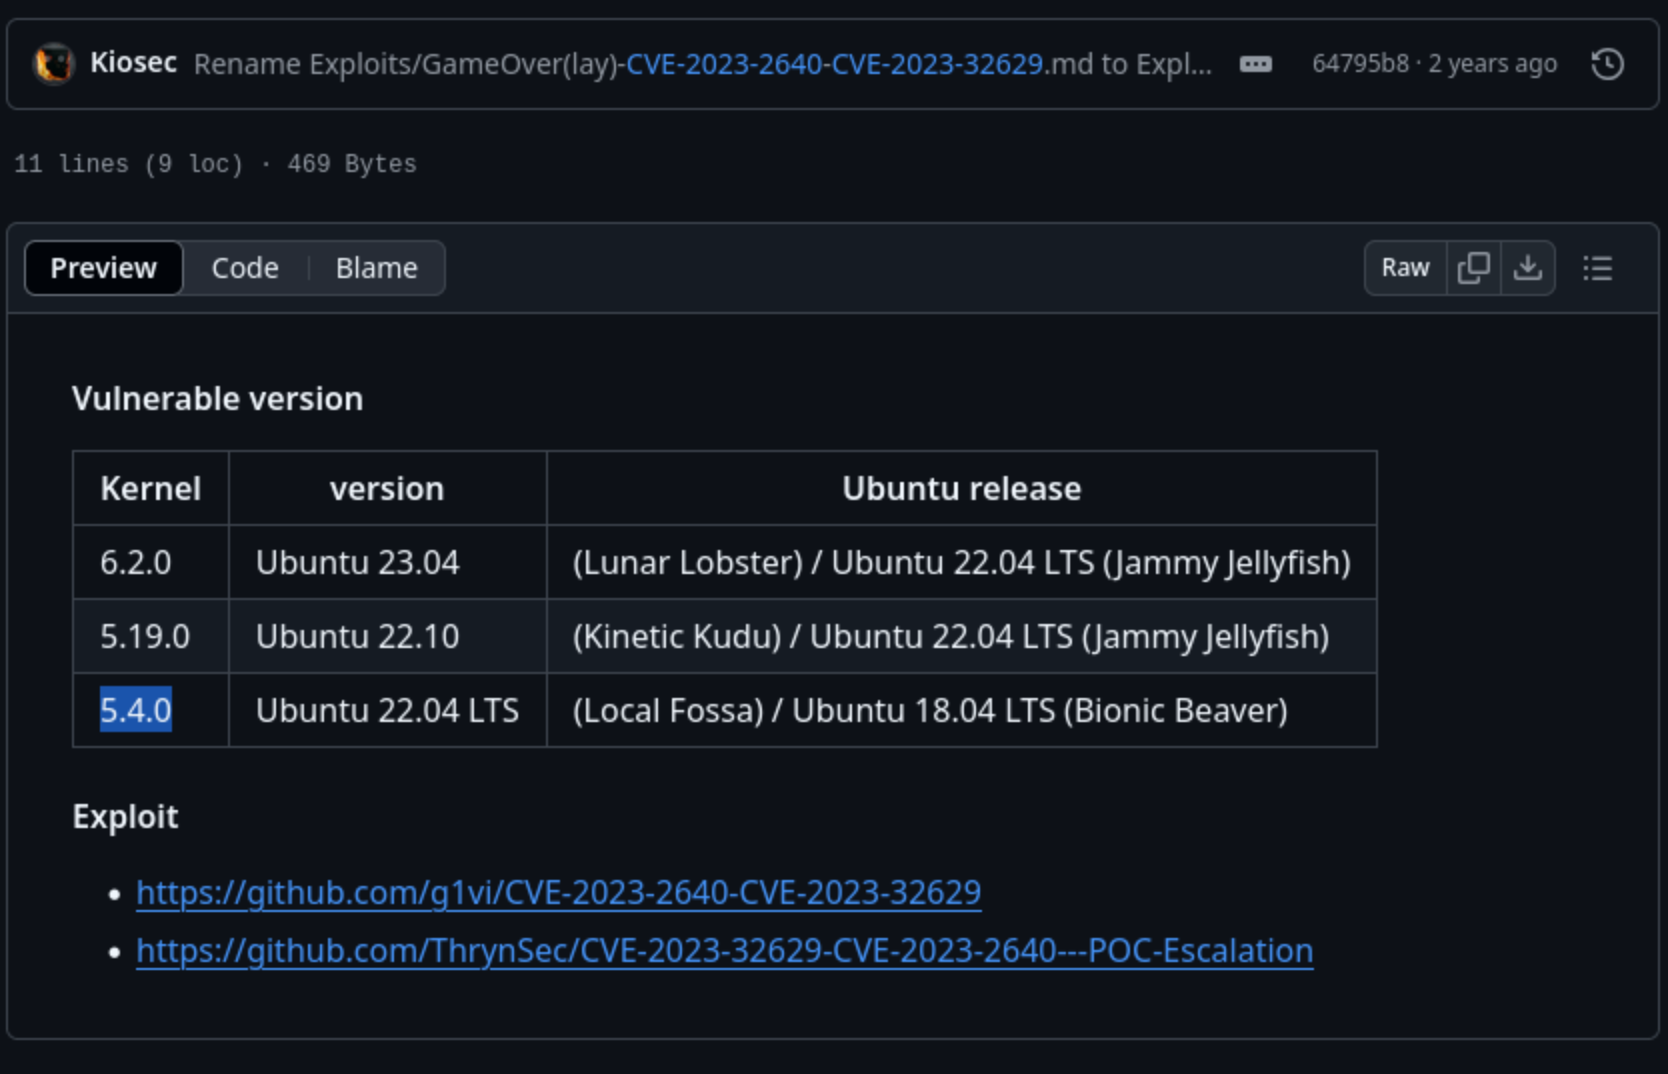 Kiosec Rename Exploits/GameOver(lay)-CVE-2023-2640-CVE-2023-32629.md to Expl... 64795b8 · 2 years ago
11 lines (9 loc) · 469 Bytes
Preview Code Blame Raw
Vulnerable version
Kernel version Ubuntu release
6.2.0 Ubuntu 23.04 (Lunar Lobster) / Ubuntu 22.04 LTS (Jammy Jellyfish)
5.19.0 Ubuntu 22.10 (Kinetic Kudu) / Ubuntu 22.04 LTS (Jammy Jellyfish)
5.4.0 Ubuntu 22.04 LTS (Local Fossa) / Ubuntu 18.04 LTS (Bionic Beaver)
Exploit
• https://github.com/g1vi/CVE-2023-2640-CVE-2023-32629
• https://github.com/ThrynSec/CVE-2023-32629-CVE-2023-2640---POC-Escalation